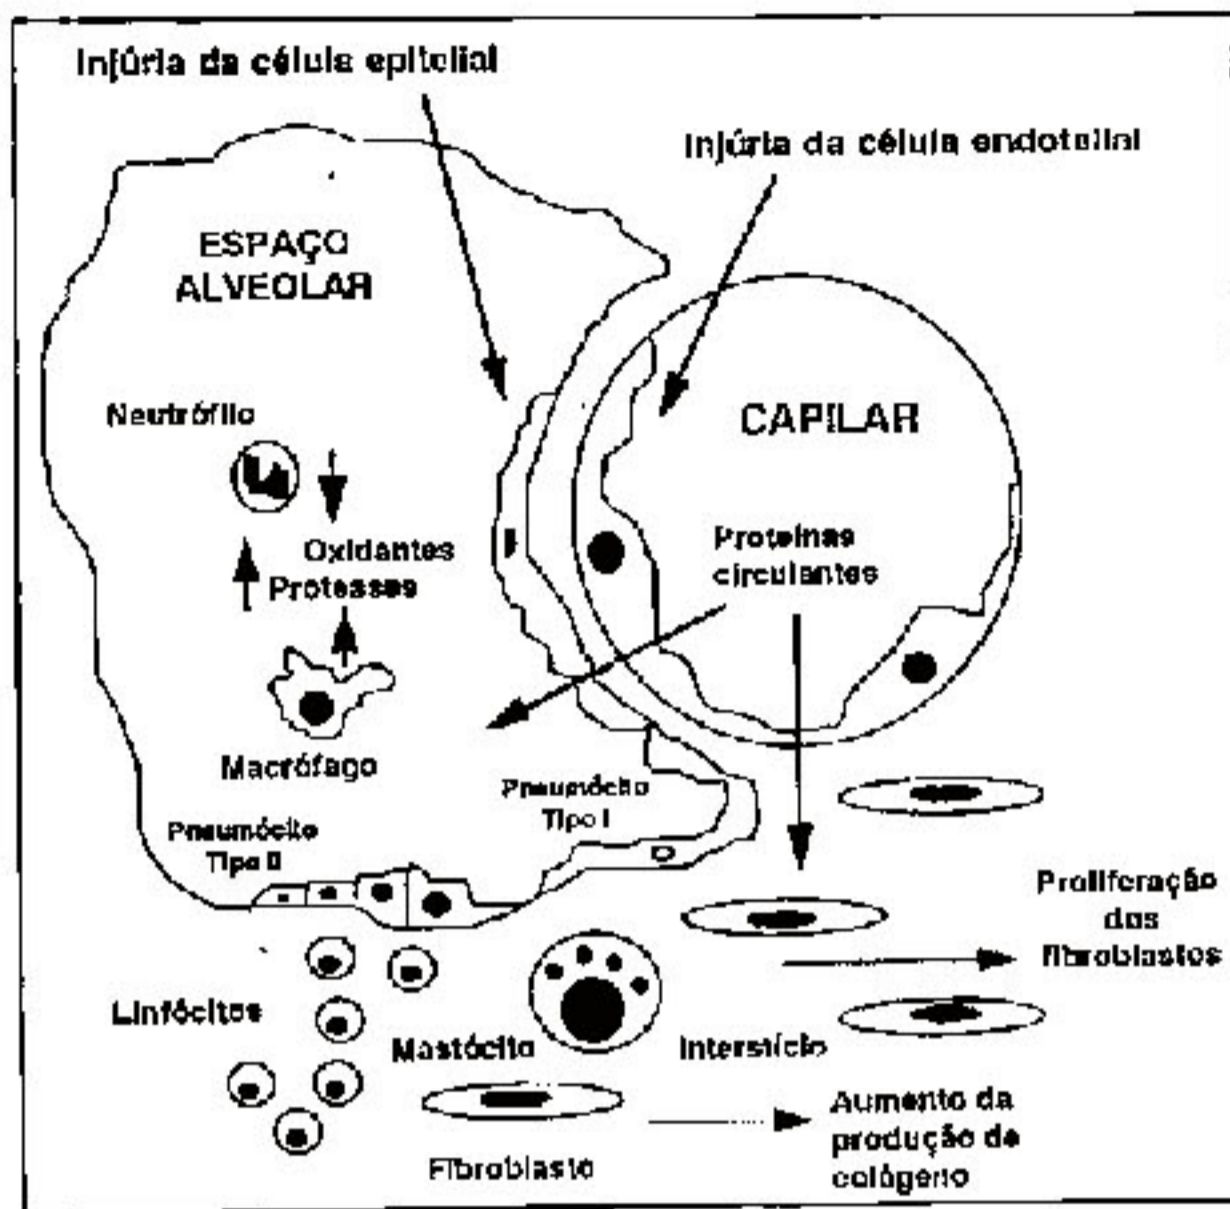 Injúria da célula epitelial
Injúria da célula endotelial
ESPAÇO
ALVEOLAR
CAPILAR
Neutrófilo
Oxidantes
Proteases
Proteínas
circulantes
Macrófago
Pneumócito
Tipo I
Pneumócito
Tipo II
Proliferação
dos
fibroblastos
Linfócitos
Mastócito
Interstício
Aumento da
produção de
colágeno
Fibroblasto